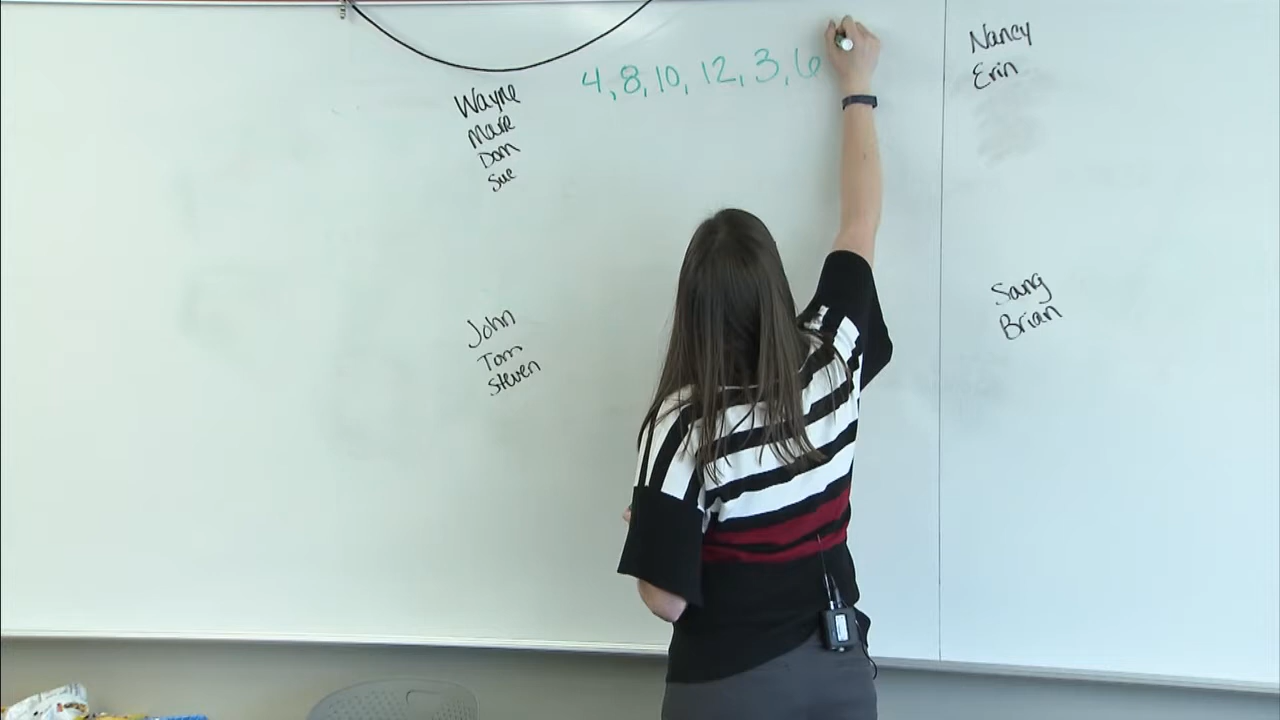 4, 8, 10, 12, 3, 6
Wayne
Marie
Dom
Sue
John
Tom
Steven
Nancy
Erin
Sang
Brian